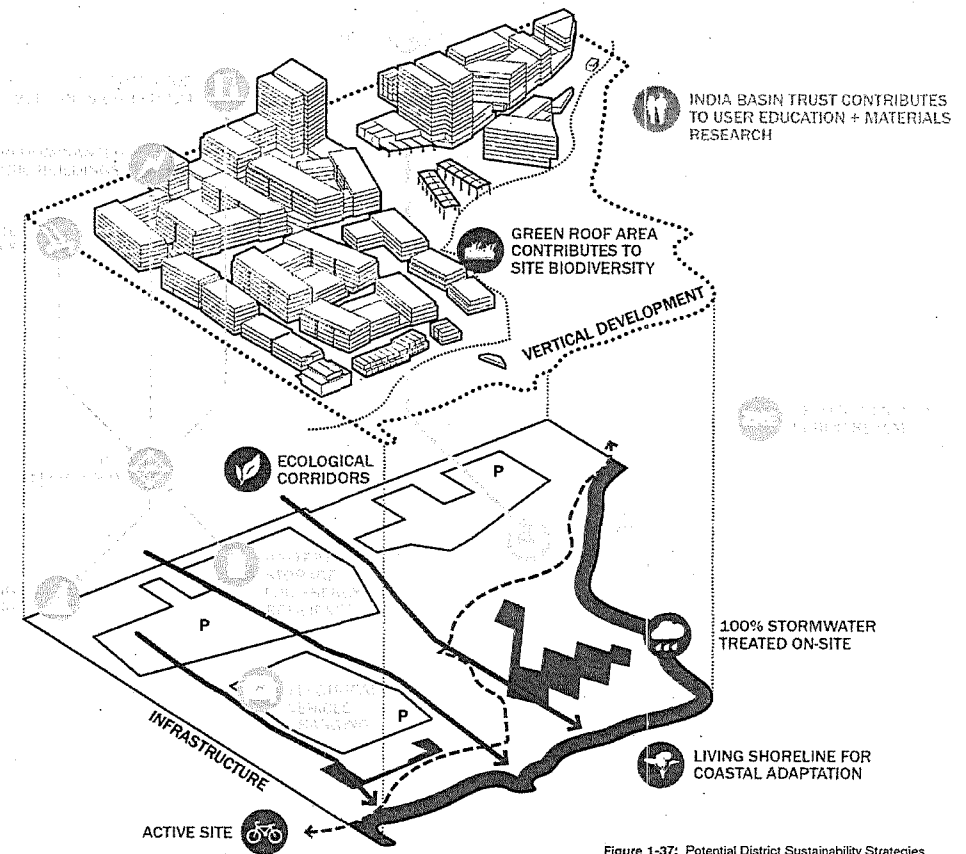 INDIA BASIN TRUST CONTRIBUTES
TO USER EDUCATION + MATERIALS
RESEARCH
GREEN ROOF AREA
CONTRIBUTES TO
SITE BIODIVERSITY
VERTICAL DEVELOPMENT
ECOLOGICAL
CORRIDORS
P
P
P
100% STORMWATER
TREATED ON-SITE
VEHICLE
INFRASTRUCTURE
LIVING SHORELINE FOR
COASTAL ADAPTATION
ACTIVE SITE
Figure 1-37: Potential District Sustainability Strategies